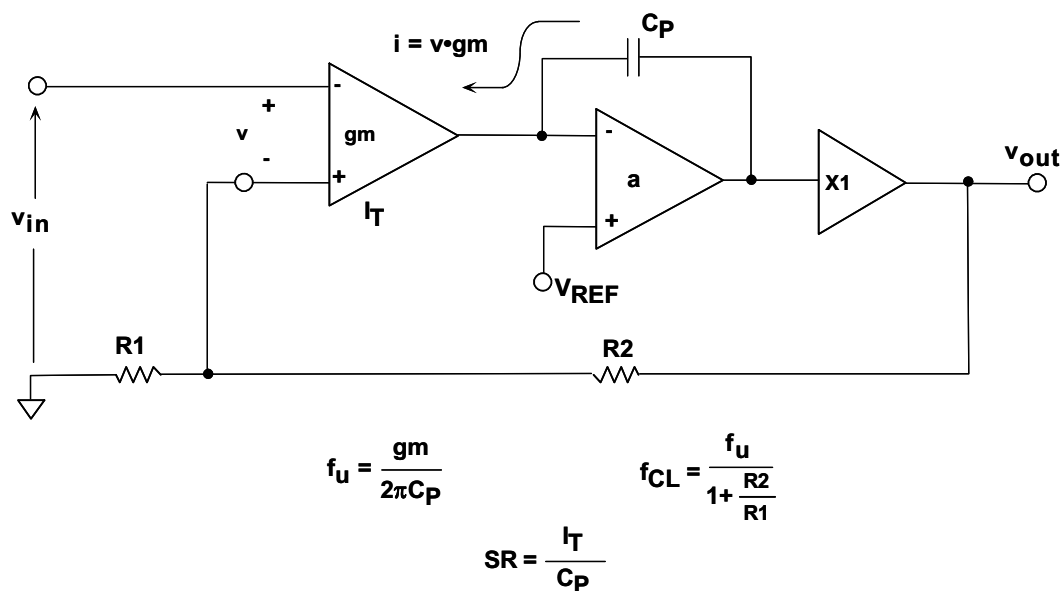 i = v•gm
CP
-
+
v
-
gm
+
IT
vin
-
a
+
VREF
X1
vout
R1
R2
fu = gm / 2πCP
fCL = fu / 1+ R2 / R1
SR = IT / CP